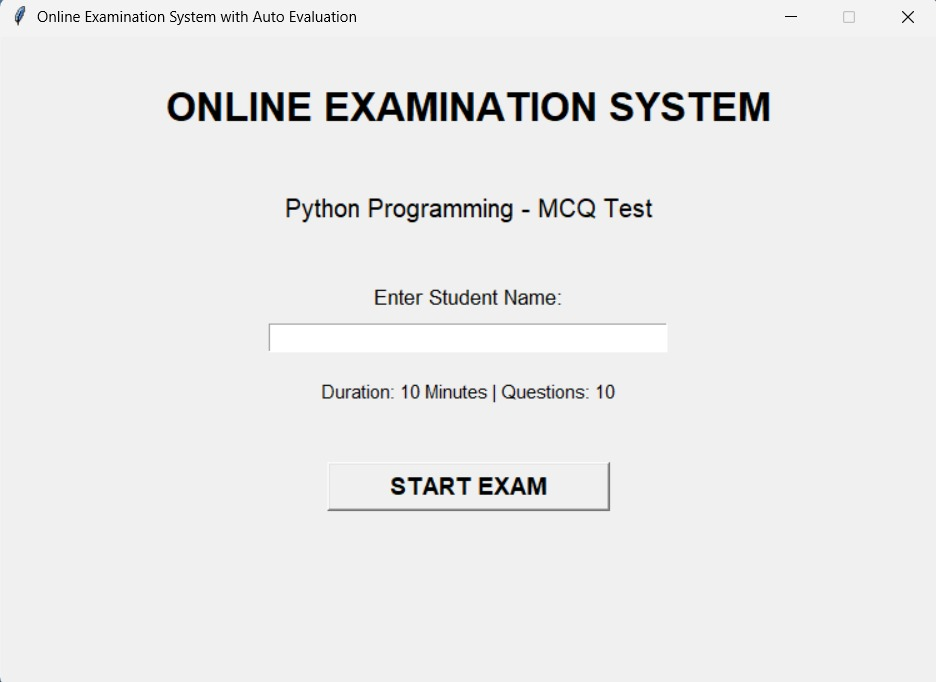 Online Examination System with Auto Evaluation
ONLINE EXAMINATION SYSTEM
Python Programming - MCQ Test
Enter Student Name:
Duration: 10 Minutes | Questions: 10
START EXAM